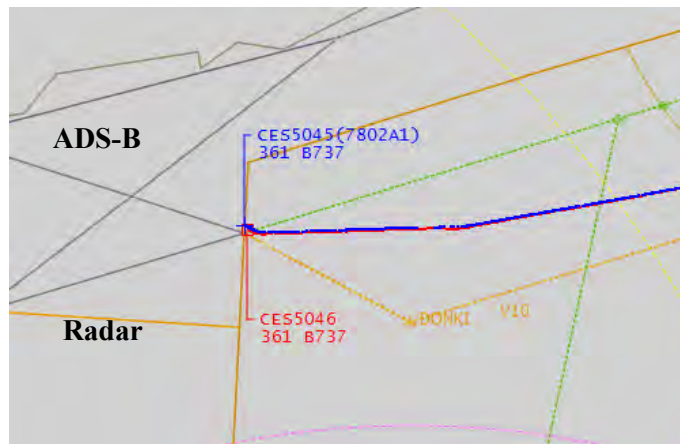 ADS-B
CES5045(7802A1)
361 B737
Radar
CES5046
361 B737
DONKI
V10